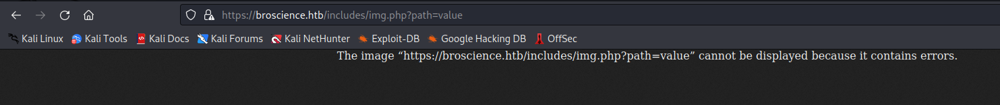 https://broscience.htb/includes/img.php?path=value
Kali Linux Kali Tools Kali Docs Kali Forums Kali NetHunter Exploit-DB Google Hacking DB OffSec
The image “https://broscience.htb/includes/img.php?path=value” cannot be displayed because it contains errors.